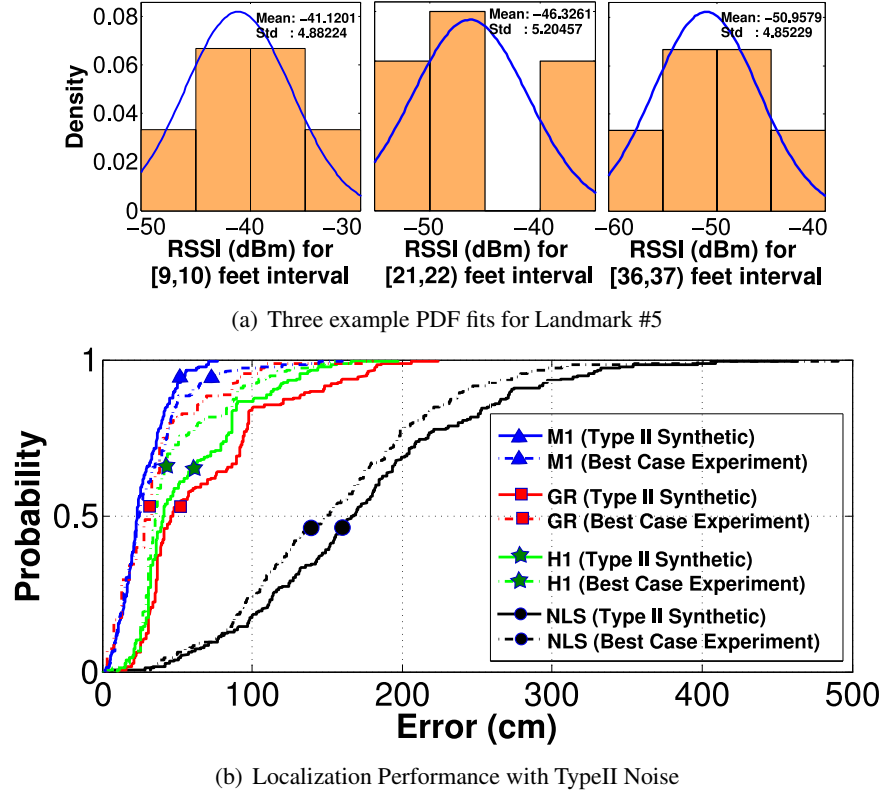 0.08
0.06
0.04
0.02
0
Density
Mean: −41.1201
Std : 4.88224
−50
−40
−30
RSSI (dBm) for
[9,10) feet interval
Mean: −46.3261
Std : 5.20457
−50
−40
RSSI (dBm) for
[21,22) feet interval
Mean: −50.9579
Std : 4.85229
−60
−50
−40
RSSI (dBm) for
[36,37) feet interval
(a) Three example PDF fits for Landmark #5
1
0.5
0
Probability
M1 (Type II Synthetic)
M1 (Best Case Experiment)
GR (Type II Synthetic)
GR (Best Case Experiment)
H1 (Type II Synthetic)
H1 (Best Case Experiment)
NLS (Type II Synthetic)
NLS (Best Case Experiment)
0
100
200
300
400
500
Error (cm)
(b) Localization Performance with TypeII Noise